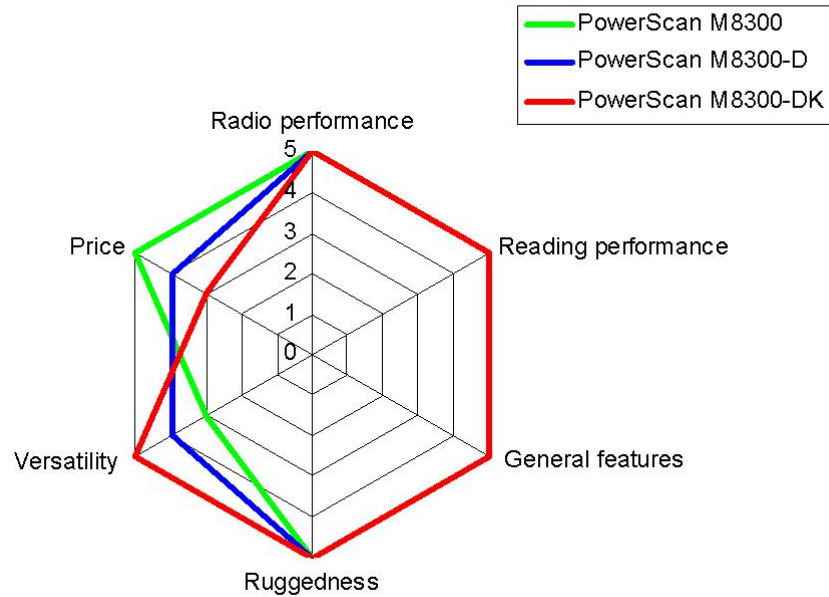 PowerScan M8300
PowerScan M8300-D
PowerScan M8300-DK
Radio performance
5
4
Price
Reading performance
3
2
1
0
Versatility
General features
Ruggedness